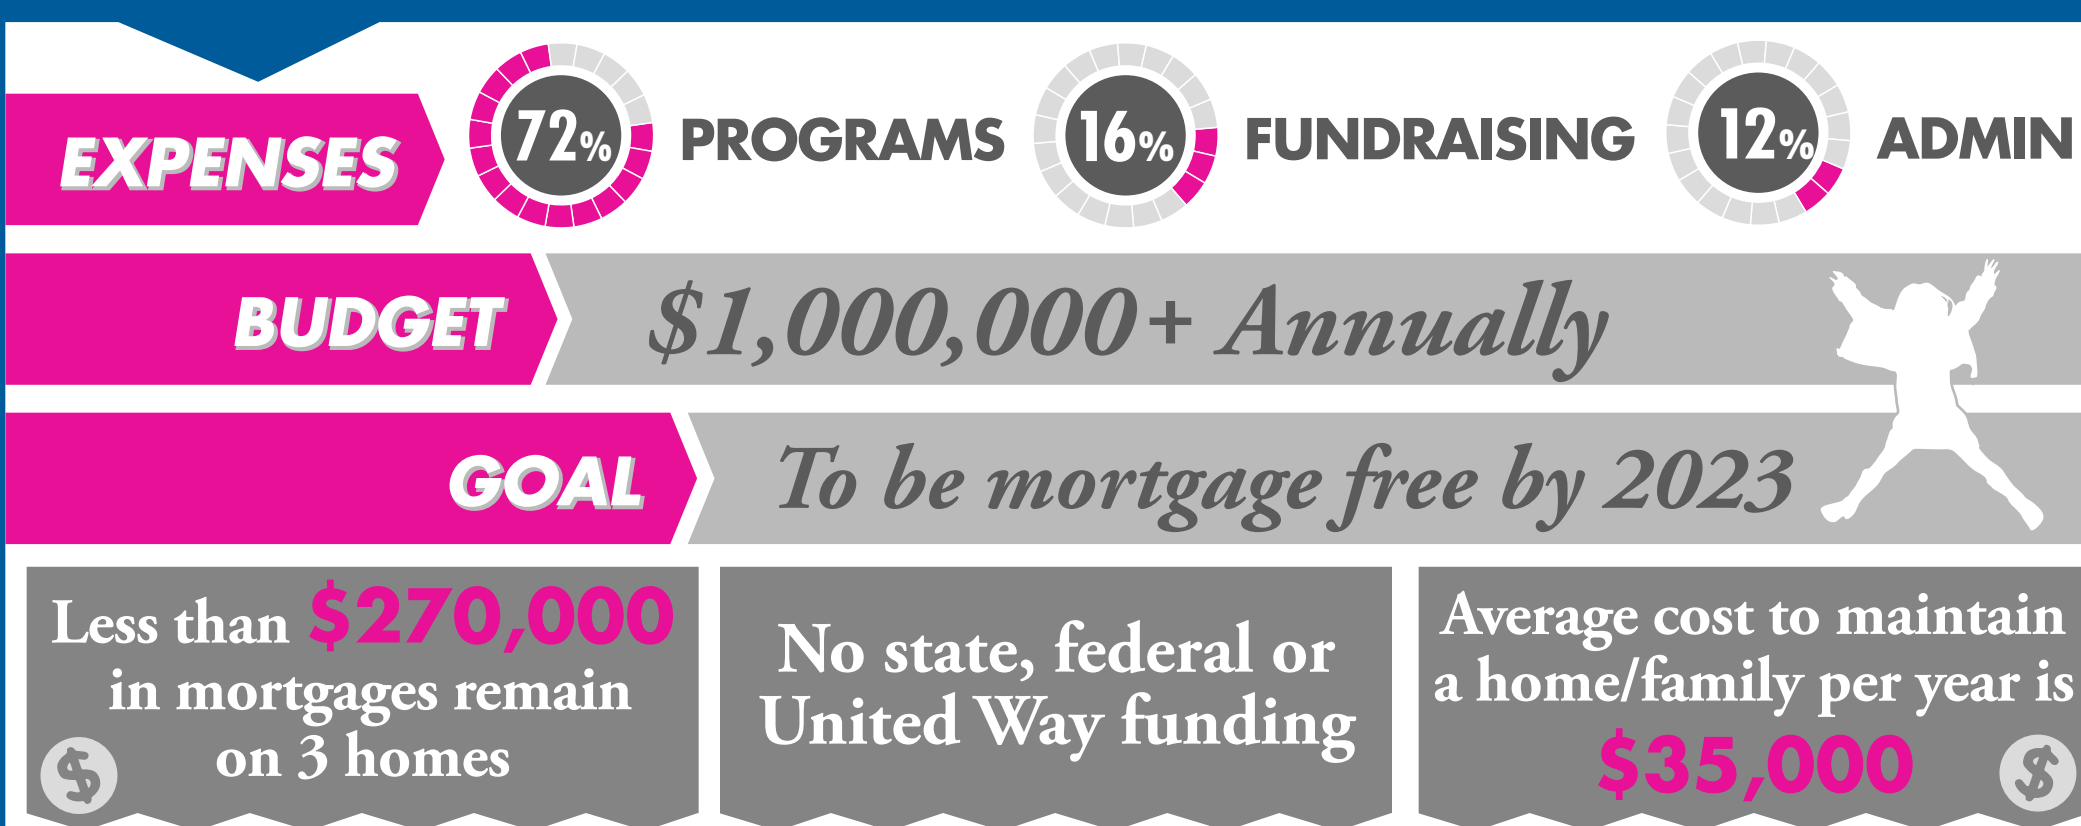 EXPENSES
72% PROGRAMS
16% FUNDRAISING
12% ADMIN
BUDGET
$1,000,000+ Annually
GOAL
To be mortgage free by 2023
Less than $270,000
in mortgages remain
on 3 homes
$
No state, federal or
United Way funding
Average cost to maintain
a home/family per year is
$35,000
$